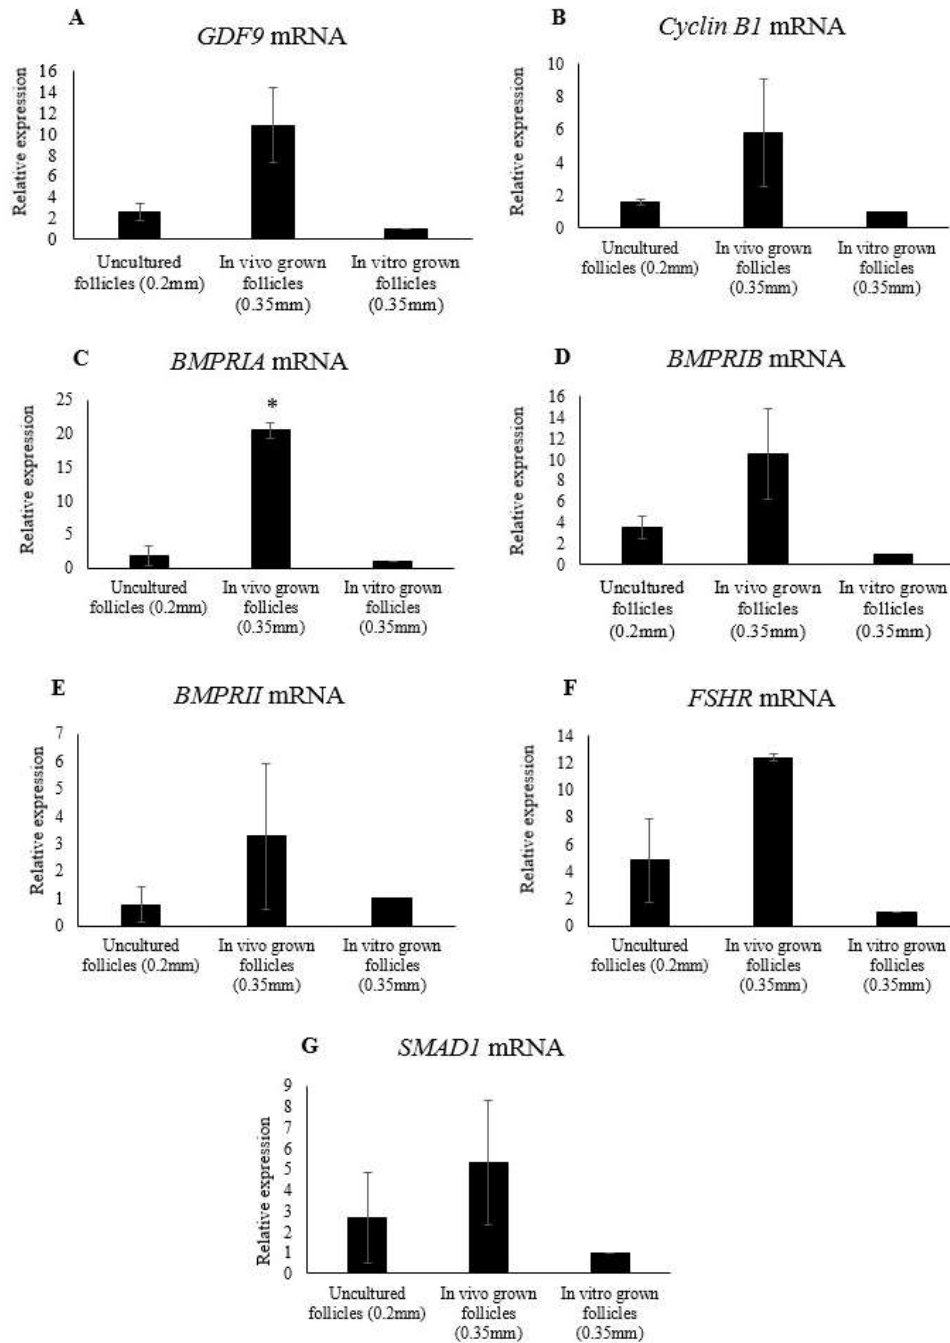 A
GDF9 mRNA
Relative expression
16
14
12
10
8
6
4
2
0
Uncultured
follicles (0.2mm)
In vivo grown
follicles
(0.35mm)
In vitro grown
follicles
(0.35mm)
B
Cyclin B1 mRNA
Relative expression
10
8
6
4
2
0
Uncultured
follicles (0.2mm)
In vivo grown
follicles
(0.35mm)
In vitro grown
follicles
(0.35mm)
C
BMPRIA mRNA
Relative expression
25
20
15
10
5
0
*
Uncultured
follicles (0.2mm)
In vivo grown
follicles
(0.35mm)
In vitro grown
follicles
(0.35mm)
D
BMPRIB mRNA
Relative expression
16
14
12
10
8
6
4
2
0
Uncultured
follicles
(0.2mm)
In vivo grown
follicles
(0.35mm)
In vitro grown
follicles
(0.35mm)
E
BMPRII mRNA
Relative expression
7
6
5
4
3
2
1
0
Uncultured
follicles (0.2mm)
In vivo grown
follicles
(0.35mm)
In vitro grown
follicles
(0.35mm)
F
FSHR mRNA
Relative expression
14
12
10
8
6
4
2
0
Uncultured
follicles (0.2mm)
In vivo grown
follicles
(0.35mm)
In vitro grown
follicles
(0.35mm)
G
SMAD1 mRNA
Relative expression
9
8
7
6
5
4
3
2
1
0
Uncultured
follicles (0.2mm)
In vivo grown
follicles
(0.35mm)
In vitro grown
follicles
(0.35mm)